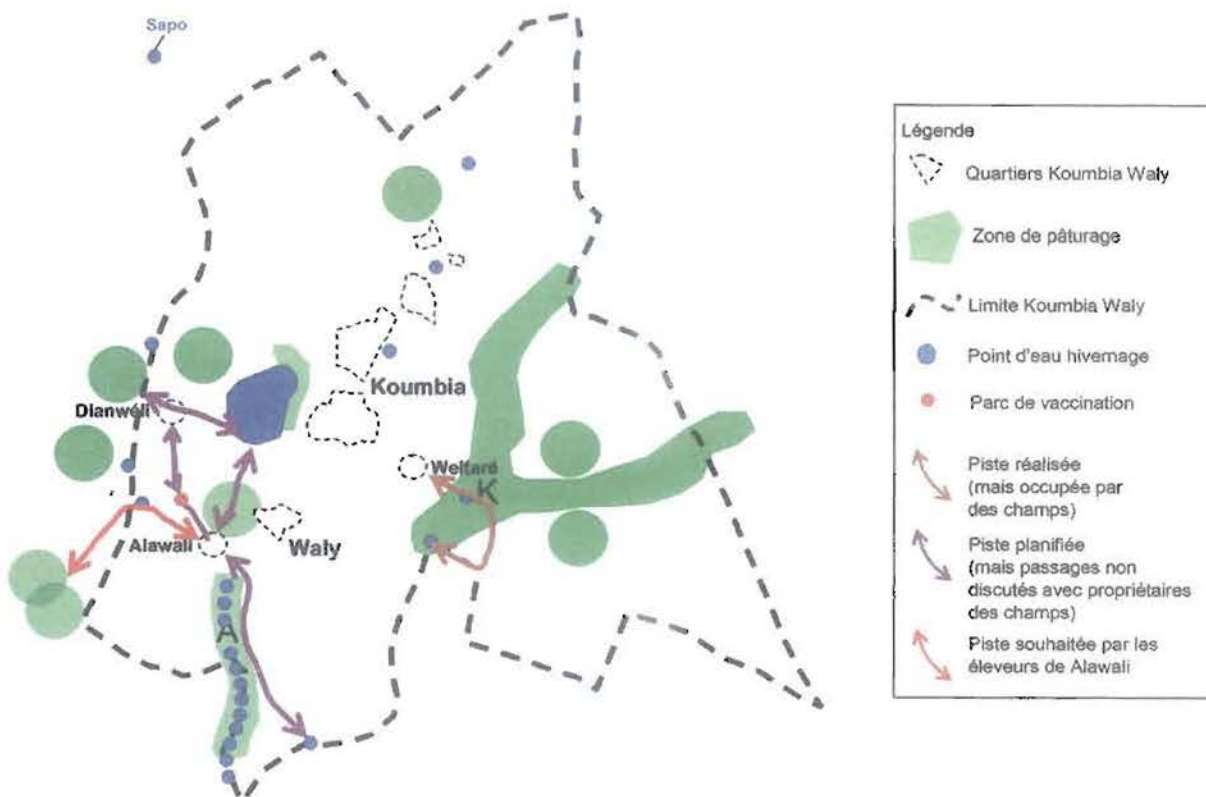 Sapo
Koumbia
Dianwéli
Weltaré
K
Alawali
Waly
A
Légende
Quartiers Koumbia Waly
Zone de pâturage
Limite Koumbia Waly
Point d'eau hivernage
Parc de vaccination
Piste réalisée
(mais occupée par
des champs)
Piste planifiée
(mais passages non
discutés avec propriétaires
des champs)
Piste souhaitée par les
éleveurs de Alawali